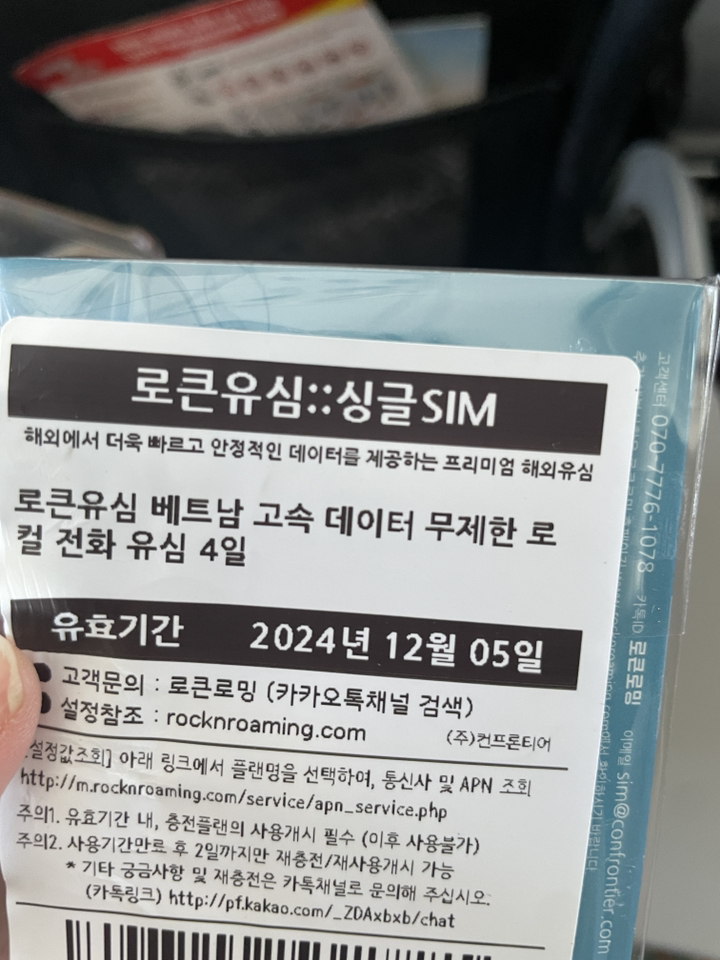 로큰유심::싱글SIM
해외에서 더욱 빠르고 안정적인 데이터를 제공하는 프리미엄 해외유심
로큰유심 베트남 고속 데이터 무제한 로
컬 전화 유심 4일
유효기간 2024년 12월 05일
고객문의 : 로큰로밍 (카카오톡채널 검색)
설정참조 : rocknroaming.com
(주)컨프론티어
설정값조회] 아래 링크에서 플랜명을 선택하여, 통신사 및 APN 조회
http://m.rocknroaming.com/service/apn_service.php
주의1. 유효기간 내, 충전플랜의 사용개시 필수 (이후 사용불가)
주의2. 사용기간만료 후 2일까지만 재충전/재사용개시 가능
* 기타 궁금사항 및 재충전은 카톡채널로 문의해 주십시오.
(카톡링크) http://pf.kakao.com/_ZDAxbxb/chat
고객센터 070-7776-1078 카톡ID 로큰로밍 이메일 sim@confrontier.com